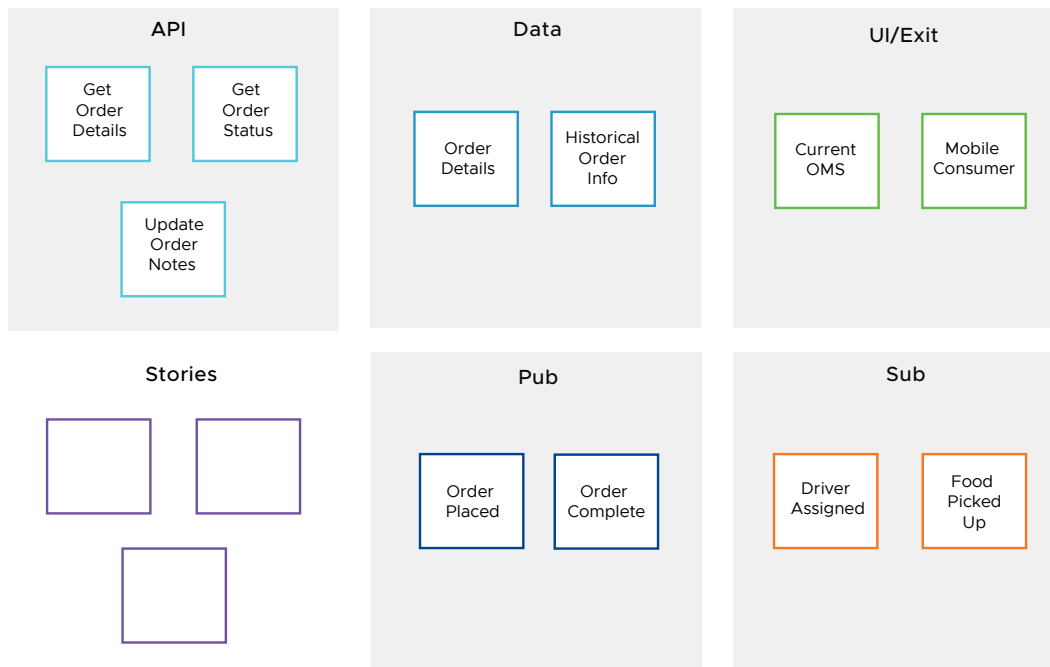 API
Get
Order
Details
Get
Order
Status
Update
Order
Notes
Data
Order
Details
Historical
Order
Info
UI/Exit
Current
OMS
Mobile
Consumer
Stories
Pub
Order
Placed
Order
Complete
Sub
Driver
Assigned
Food
Picked
Up